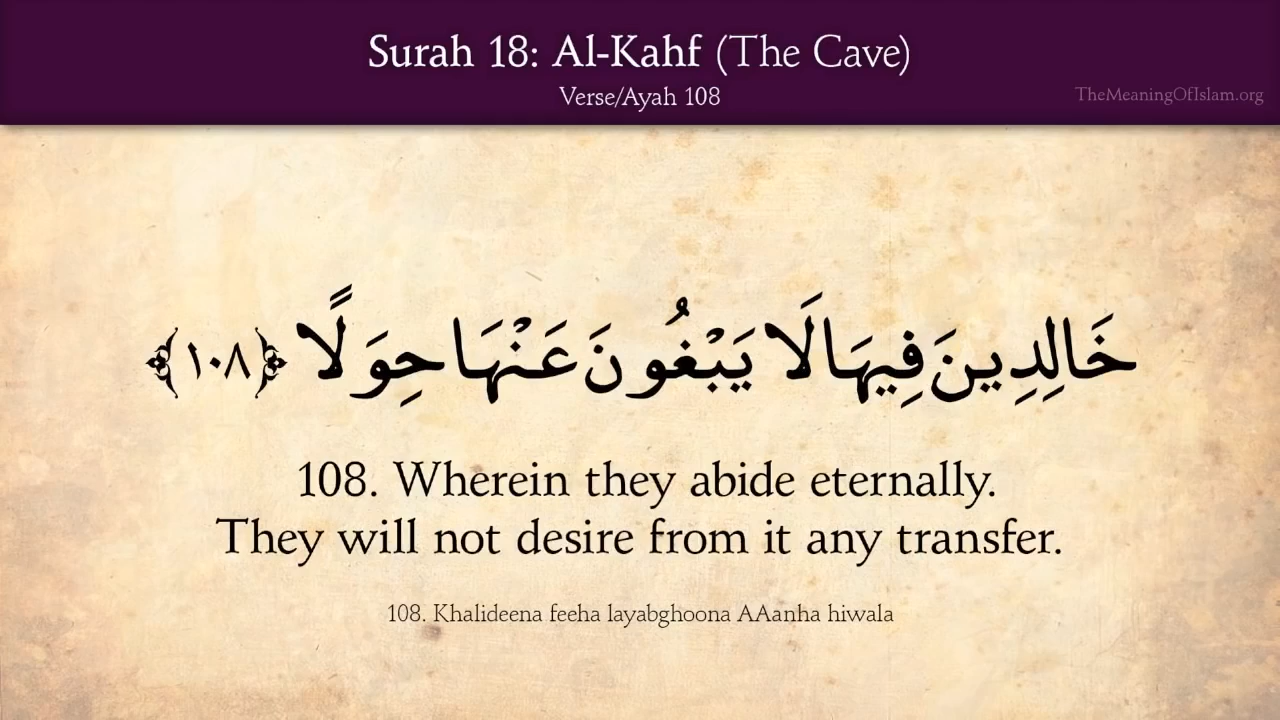 Surah 18: Al-Kahf (The Cave)
Verse/Ayah 108
TheMeaningOfIslam.org
خَالِدِينَ فِيهَا لَا يَبْغُونَ عَنْهَا حِوَلًا ﴿١٠٨﴾
108. Wherein they abide eternally.
They will not desire from it any transfer.
108. Khalideena feeha layabghoona AAanha hiwala